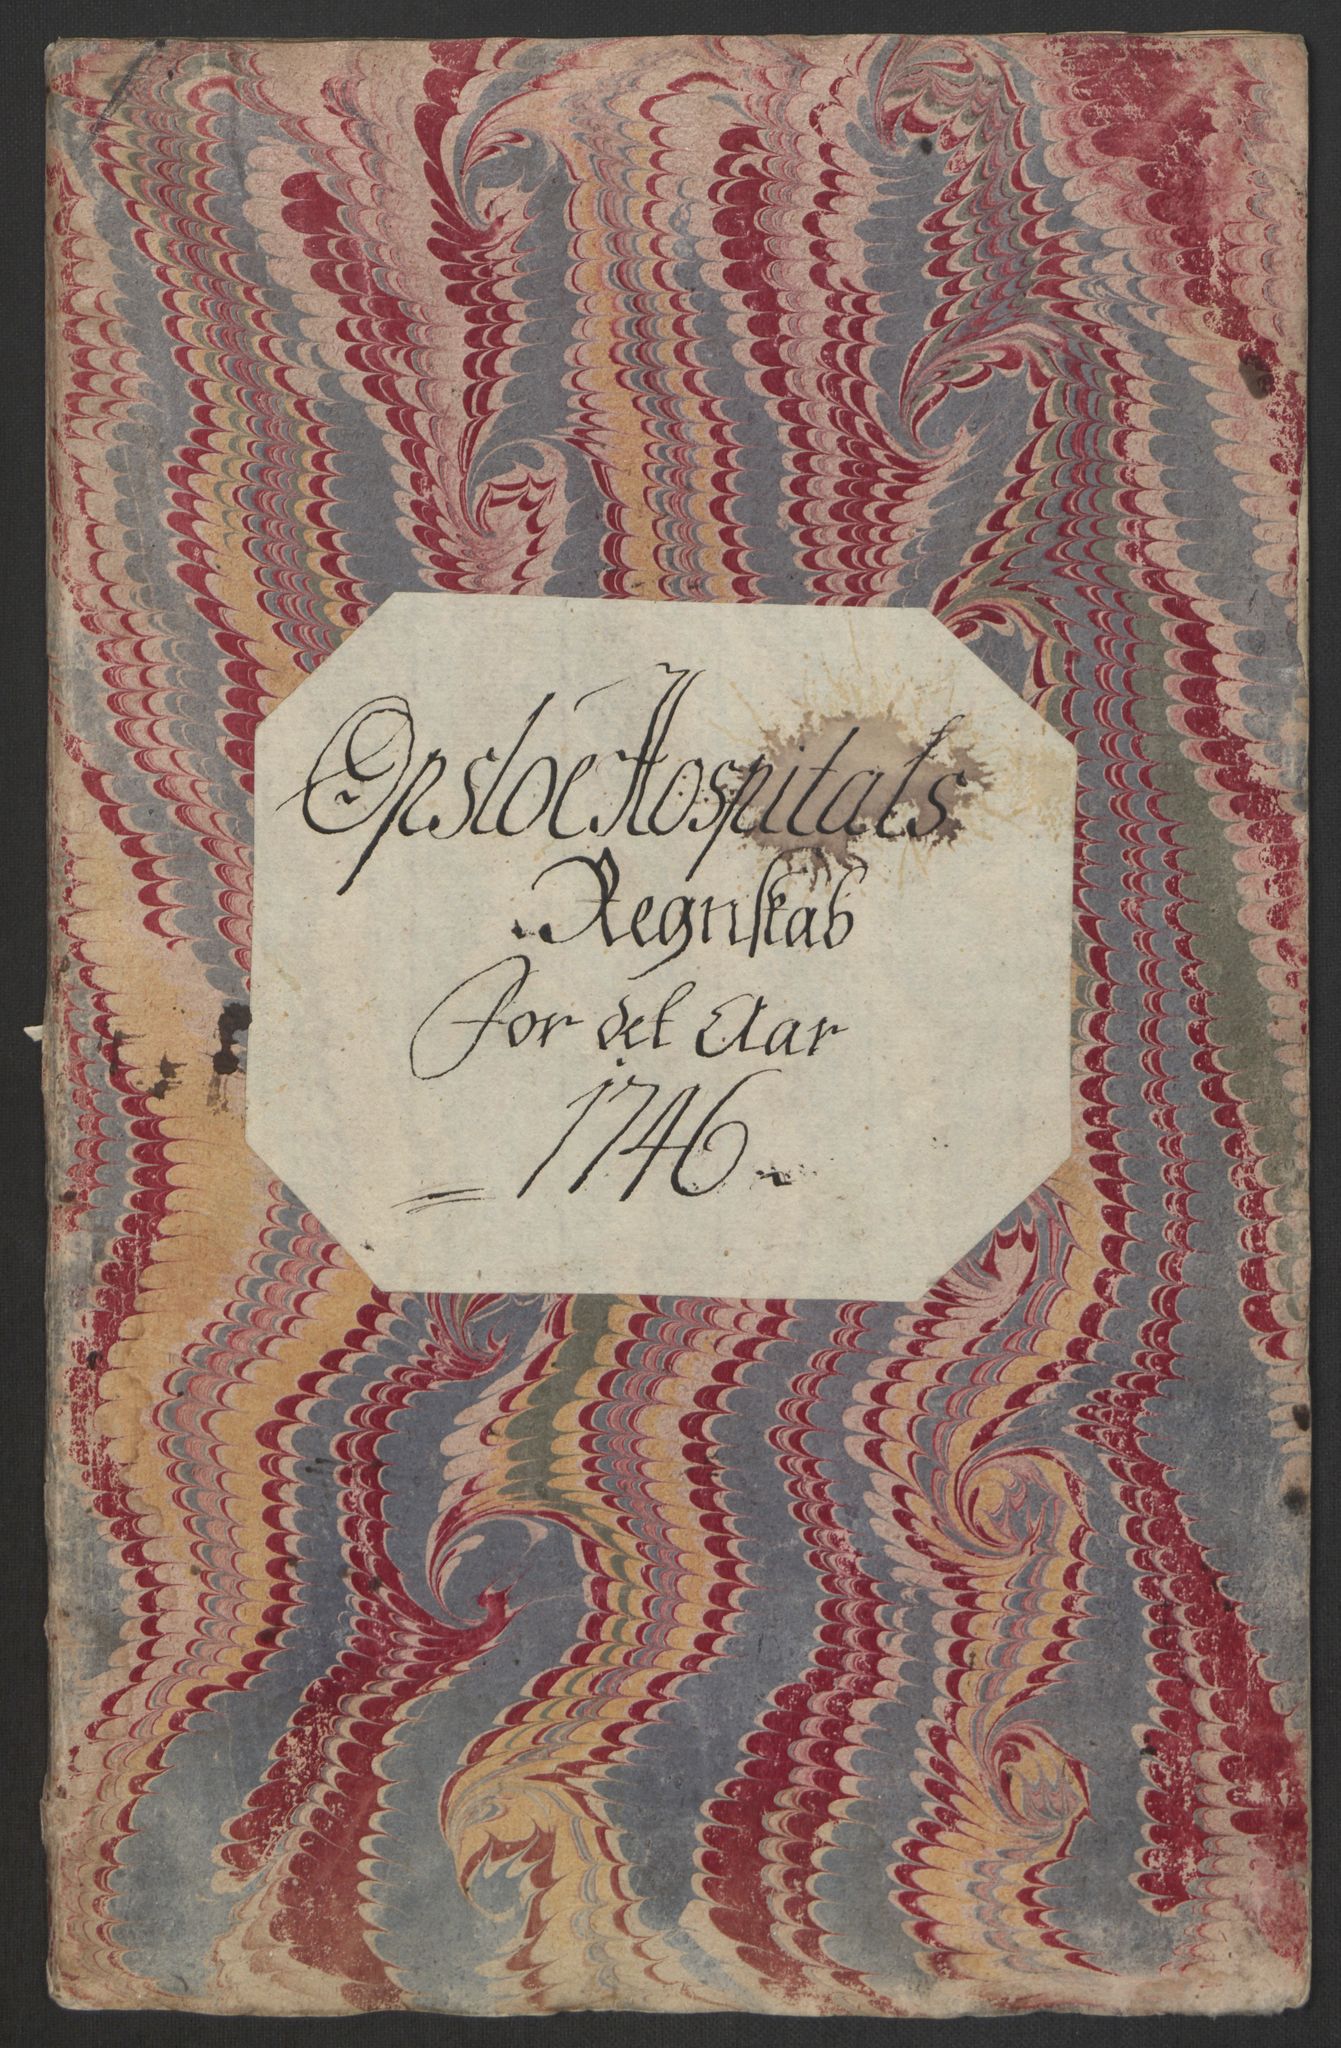 Opsloe Hospitals
Regnskab
For det Aar
1746